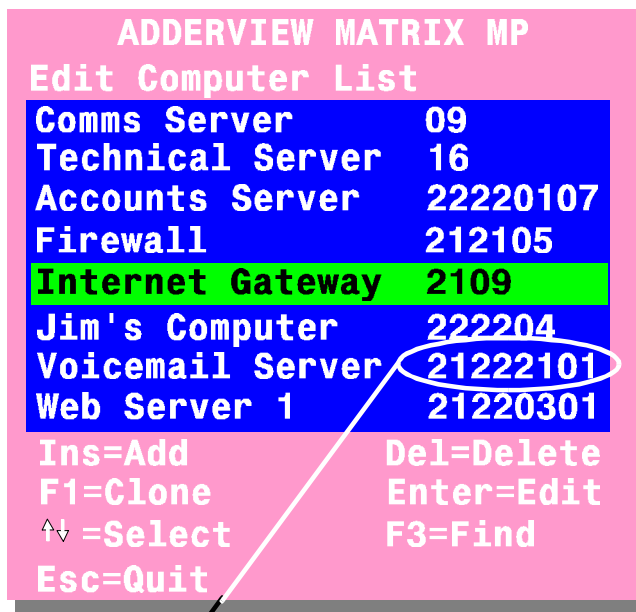 ADDERVIEW MATRIX MP
Edit Computer List
Comms Server 09
Technical Server 16
Accounts Server 22220107
Firewall 212105
Internet Gateway 2109
Jim's Computer 222204
Voicemail Server 21222101
Web Server 1 21220301
Ins=Add Del=Delete
F1=Clone Enter=Edit
↑↓ =Select F3=Find
Esc=Quit